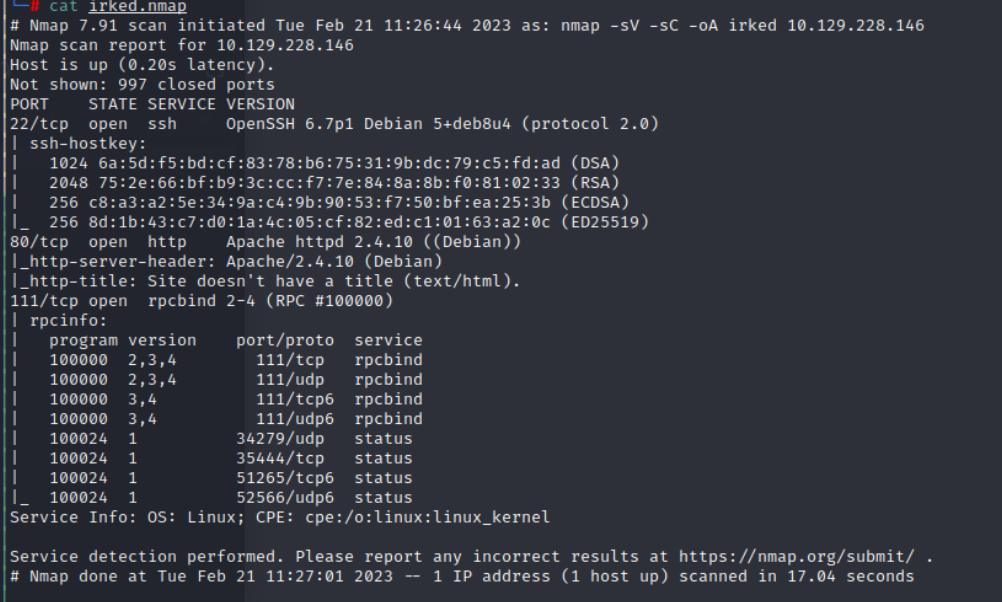 └─# cat irked.nmap
# Nmap 7.91 scan initiated Tue Feb 21 11:26:44 2023 as: nmap -sV -sC -oA irked 10.129.228.146
Nmap scan report for 10.129.228.146
Host is up (0.20s latency).
Not shown: 997 closed ports
PORT    STATE SERVICE VERSION
22/tcp  open  ssh     OpenSSH 6.7p1 Debian 5+deb8u4 (protocol 2.0)
| ssh-hostkey:
|   1024 6a:5d:f5:bd:cf:83:78:b6:75:31:9b:dc:79:c5:fd:ad (DSA)
|   2048 75:2e:66:bf:b9:3c:cc:f7:7e:84:8a:8b:f0:81:02:33 (RSA)
|   256 c8:a3:a2:5e:34:9a:c4:9b:90:53:f7:50:bf:ea:25:3b (ECDSA)
|_  256 8d:1b:43:c7:d0:1a:4c:05:cf:82:ed:c1:01:63:a2:0c (ED25519)
80/tcp  open  http    Apache httpd 2.4.10 ((Debian))
|_http-server-header: Apache/2.4.10 (Debian)
|_http-title: Site doesn't have a title (text/html).
111/tcp open  rpcbind 2-4 (RPC #100000)
| rpcinfo:
|   program version    port/proto  service
|   100000  2,3,4        111/tcp   rpcbind
|   100000  2,3,4        111/udp   rpcbind
|   100000  3,4          111/tcp6  rpcbind
|   100000  3,4          111/udp6  rpcbind
|   100024  1          34279/udp   status
|   100024  1          35444/tcp   status
|   100024  1          51265/tcp6  status
|_  100024  1          52566/udp6  status
Service Info: OS: Linux; CPE: cpe:/o:linux:linux_kernel

Service detection performed. Please report any incorrect results at https://nmap.org/submit/ .
# Nmap done at Tue Feb 21 11:27:01 2023 -- 1 IP address (1 host up) scanned in 17.04 seconds